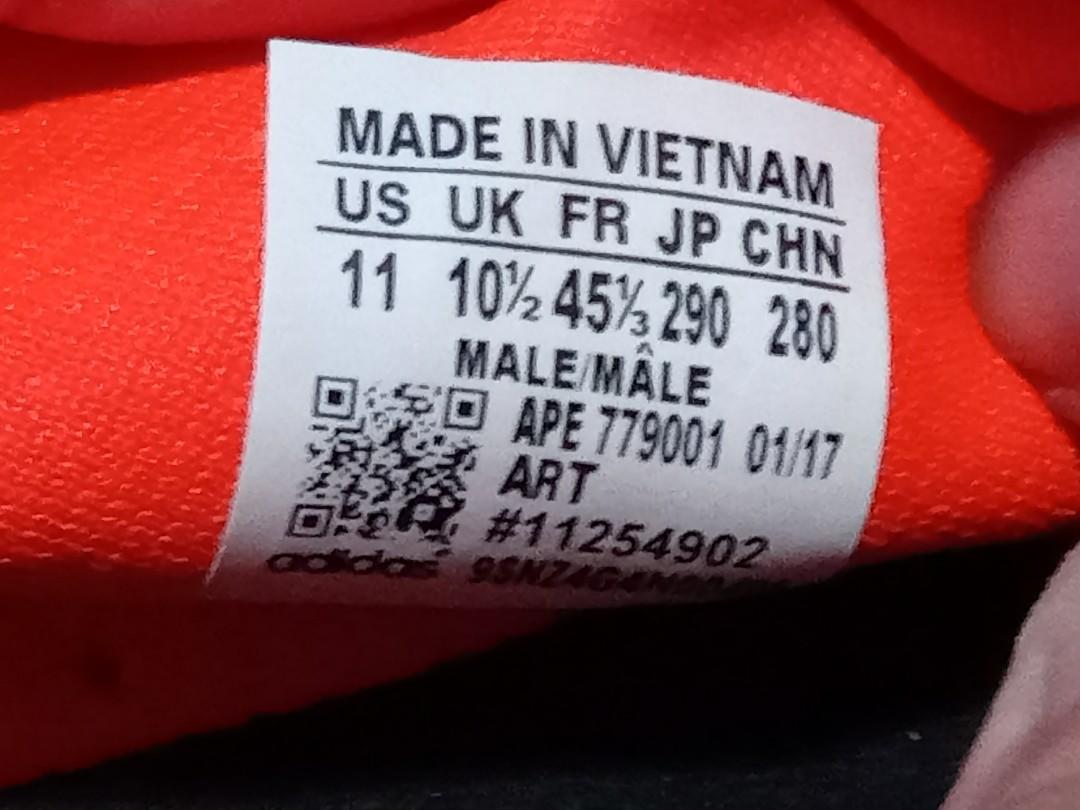 MADE IN VIETNAM
US UK FR JP CHN
11 10½ 45⅓ 290 280
MALE/MÂLE
APE 779001 01/17
ART
#11254902
adidas